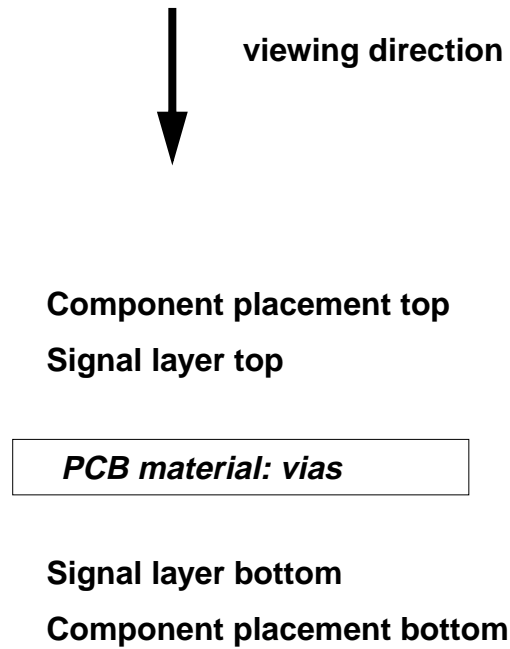 viewing direction
Component placement top
Signal layer top
PCB material: vias
Signal layer bottom
Component placement bottom